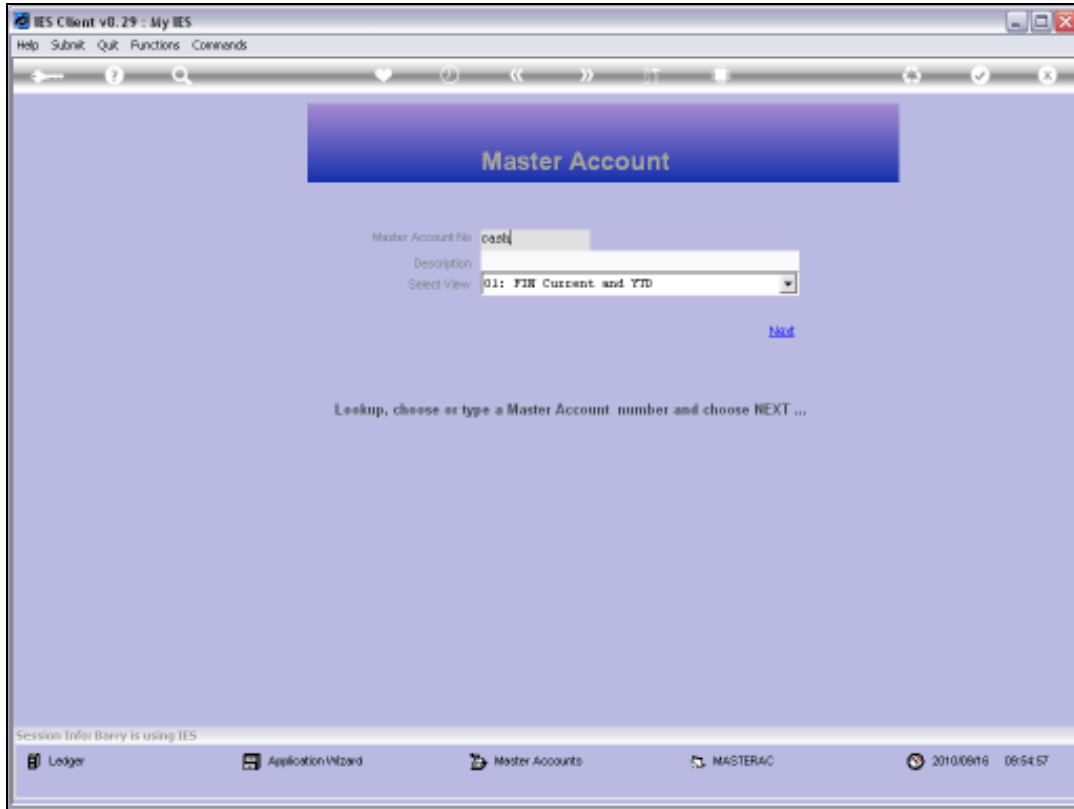 IES Client v8.29 : My IES
Help Submit Quit Functions Commands
Master Account
Master Account No cash
Description
Select View 01: FIN Current and YTD
Next
Lookup, choose or type a Master Account number and choose NEXT ...
Session Info: Barry is using IES
Ledger Application Wizard Master Accounts MASTERAC 2010/09/16 09:54:57